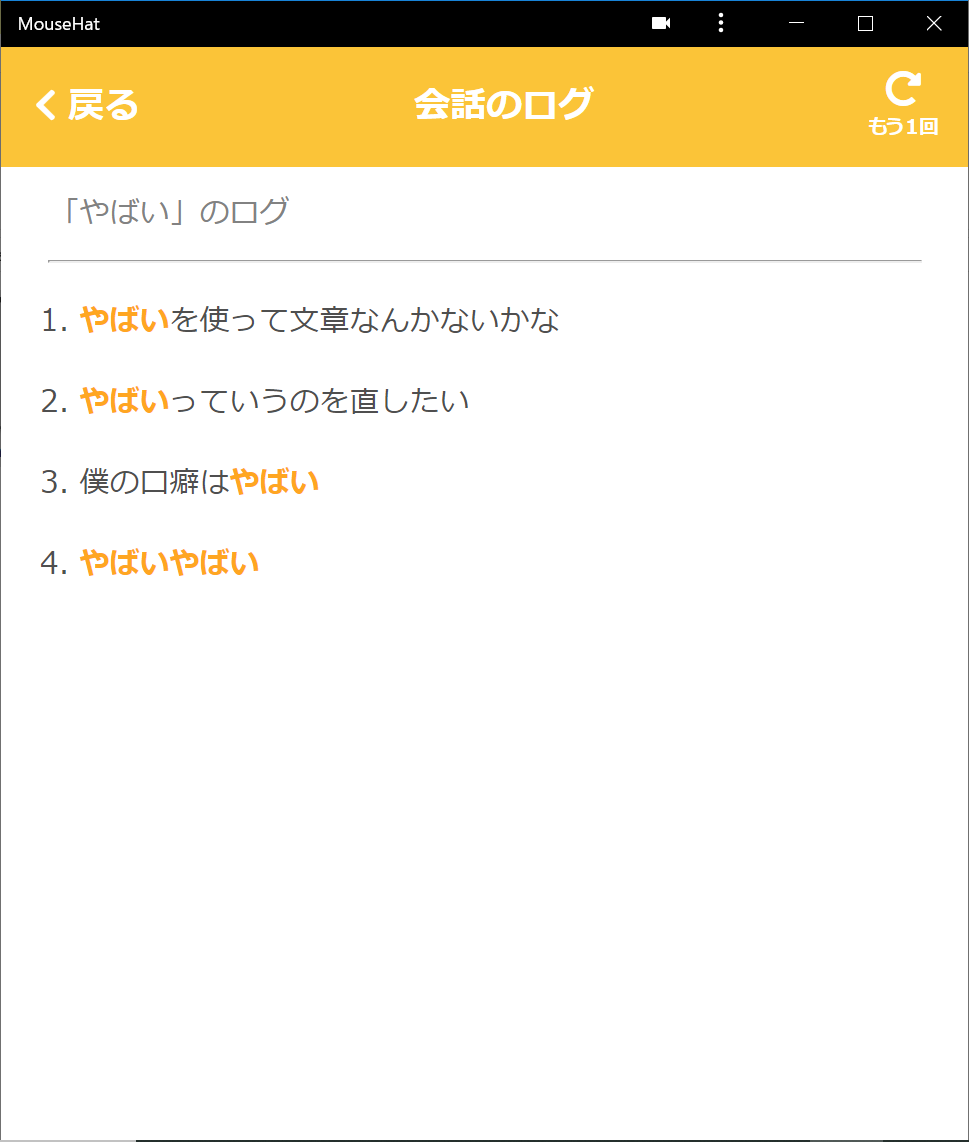 MouseHat
戻る
会話のログ
もう1回
「やばい」のログ
1. やばいを使って文章なんかないかな
2. やばいっていうのを直したい
3. 僕の口癖はやばい
4. やばいやばい